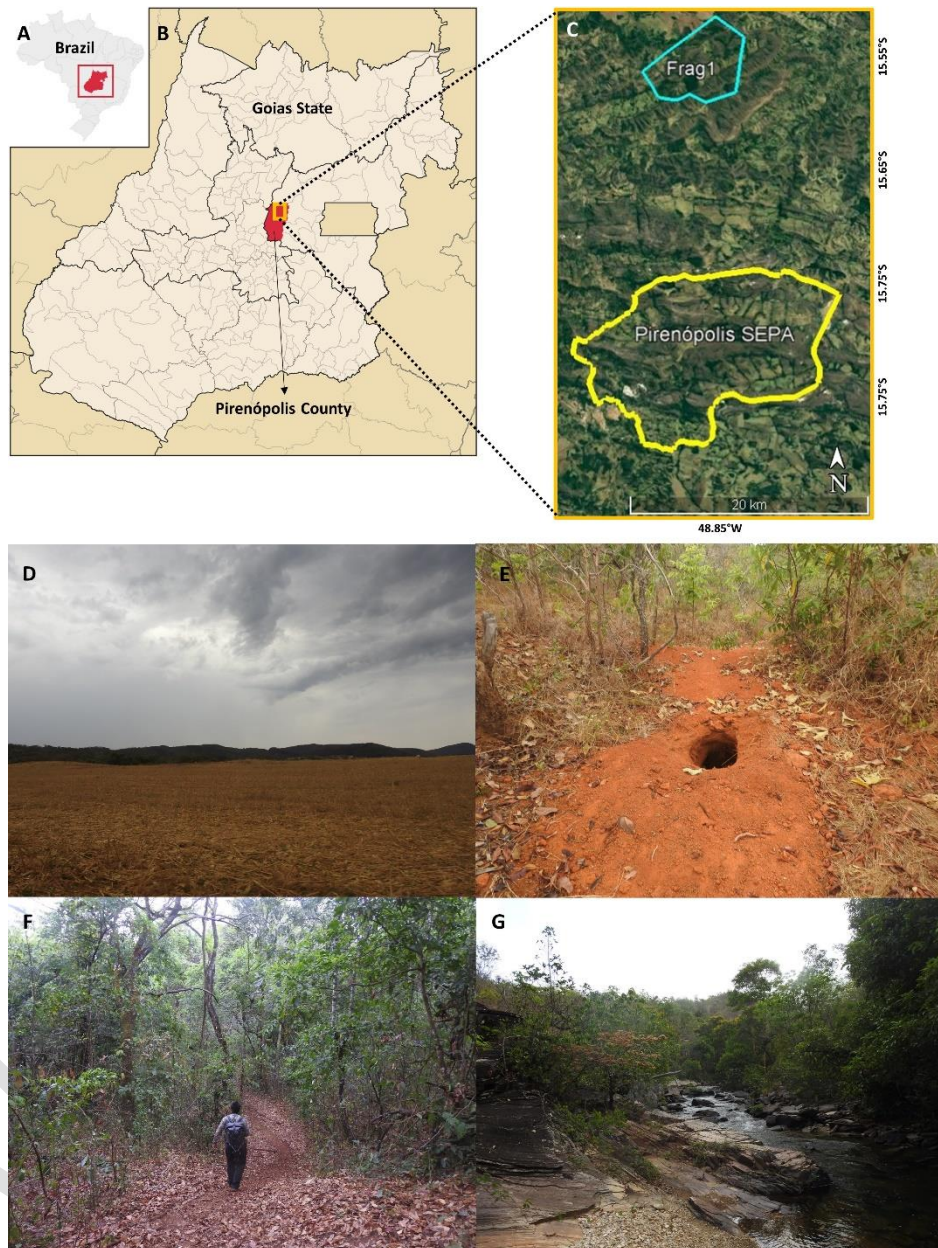 A
Brazil
B
Goias State
Pirenópolis County
C
Frag1
Pirenópolis SEPA
N
20 km
15.55°S
15.65°S
15.75°S
15.75°S
48.85°W
D
E
F
G